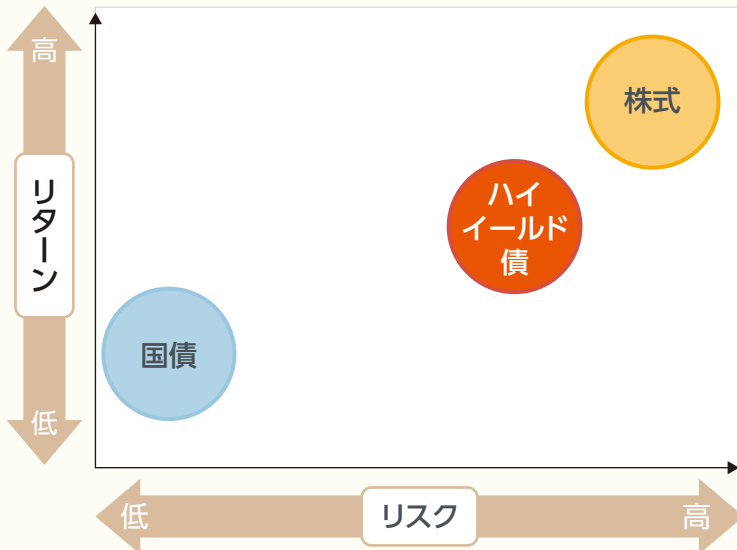 高
リターン
低
株式
ハイ
イールド
債
国債
低
リスク
高